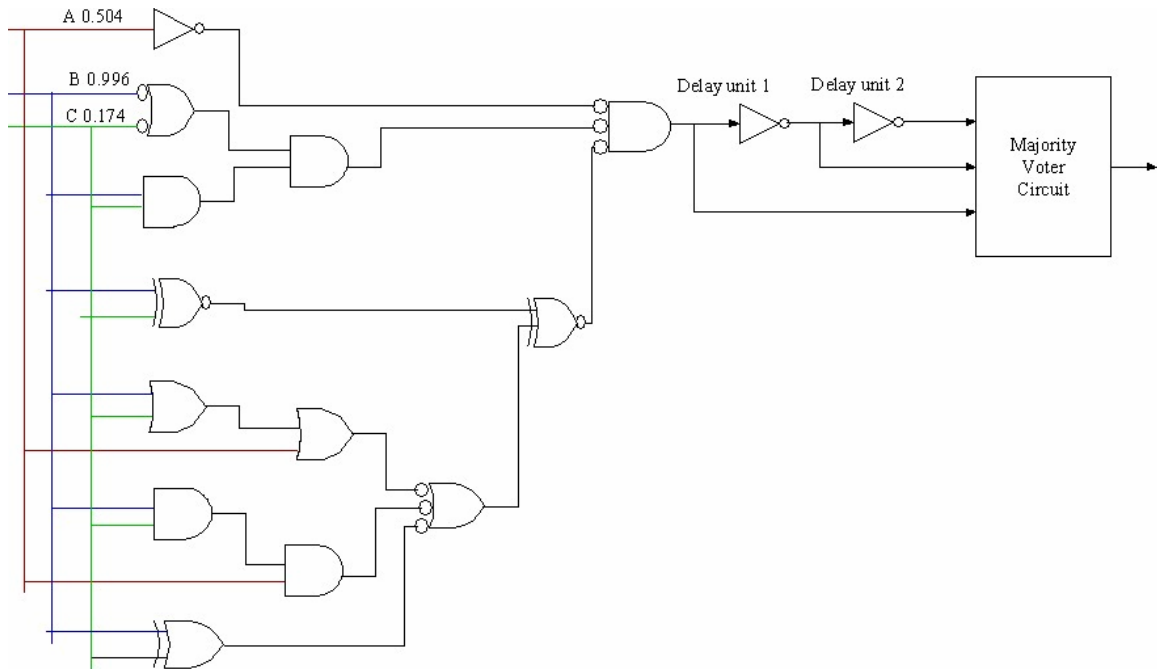 A 0.504
B 0.996
C 0.174
Delay unit 1
Delay unit 2
Majority
Voter
Circuit